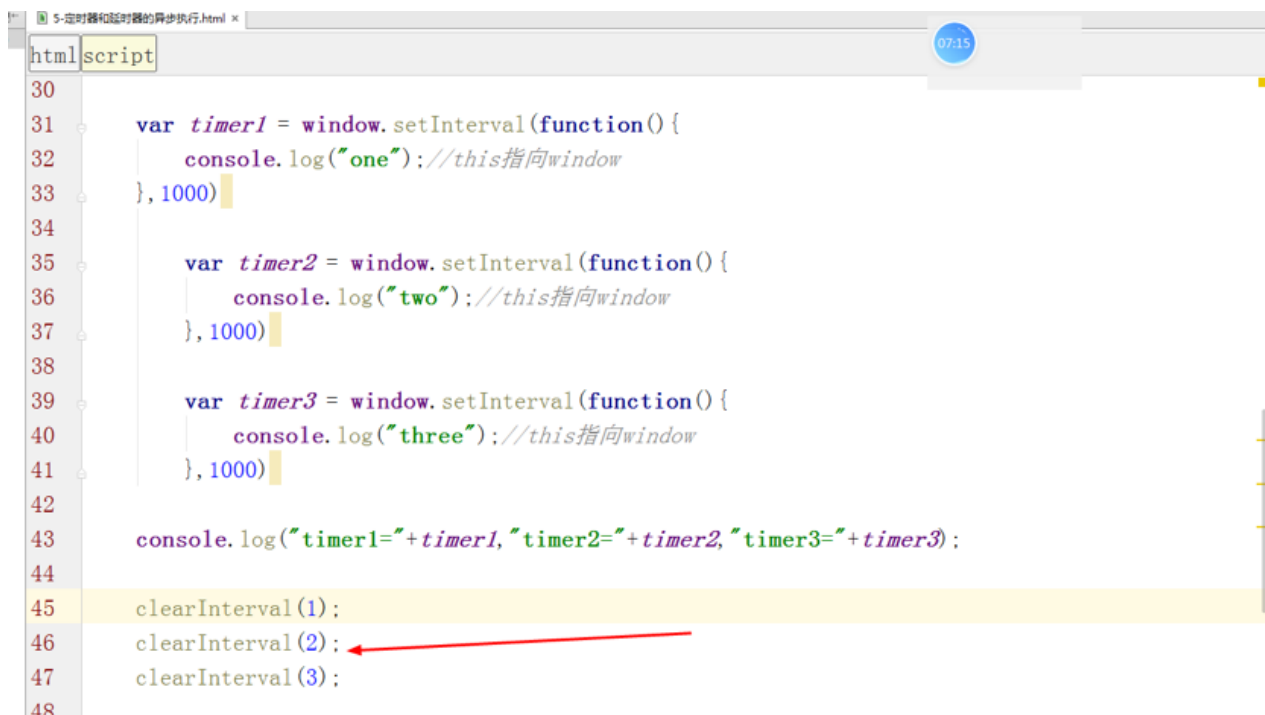 5-定时器和延时器的异步执行.html ×
07:15
html script
30
31 var timer1 = window.setInterval(function(){
32 console.log("one");//this指向window
33 },1000)
34
35 var timer2 = window.setInterval(function(){
36 console.log("two");//this指向window
37 },1000)
38
39 var timer3 = window.setInterval(function(){
40 console.log("three");//this指向window
41 },1000)
42
43 console.log("timer1="+timer1,"timer2="+timer2,"timer3="+timer3);
44
45 clearInterval(1);
46 clearInterval(2);
47 clearInterval(3);
48